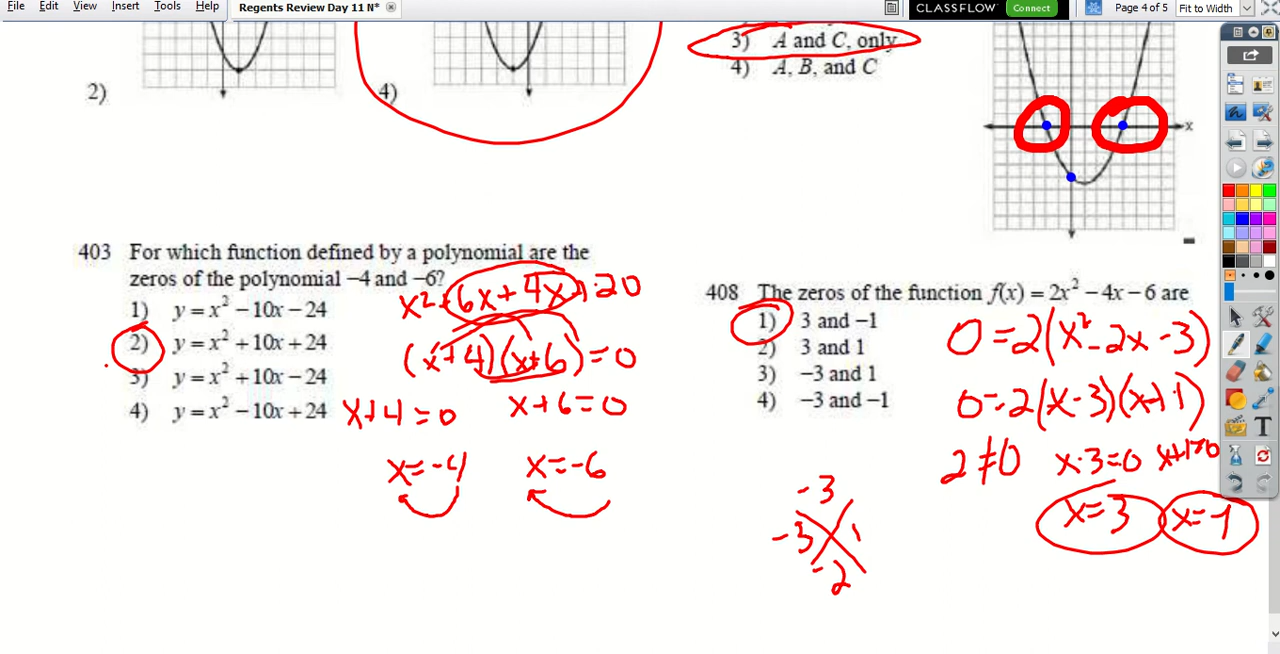 File Edit View Insert Tools Help
Regents Review Day 11 N*
CLASSFLOW Connect
Page 4 of 5 Fit to Width
2)
4)
3) A and C, only
4) A, B, and C
x
403 For which function defined by a polynomial are the
zeros of the polynomial –4 and –6?
1) y = x² – 10x – 24
2) y = x² + 10x + 24
3) y = x² + 10x – 24
4) y = x² – 10x + 24
x² + 6x + 4x + 20
(x+4)(x+6)=0
x+4=0 x+6=0
x=-4 x=-6
408 The zeros of the function f(x) = 2x² – 4x – 6 are
1) 3 and –1
2) 3 and 1
3) –3 and 1
4) –3 and –1
0=2(x²-2x-3)
0=2(x-3)(x+1)
2≠0 x-3=0 x+1=0
x=3 x=-1
-3
-3 1
-2
T